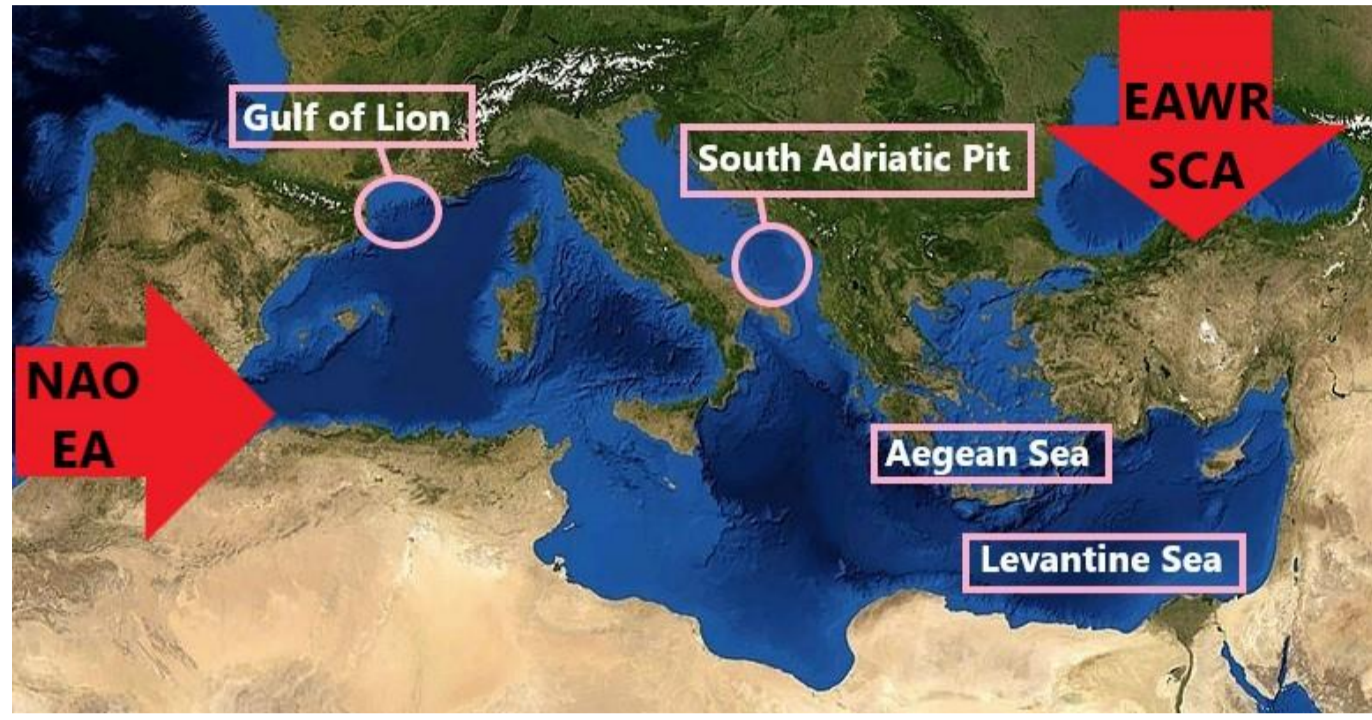 Gulf of Lion
South Adriatic Pit
EAWR
SCA
NAO
EA
Aegean Sea
Levantine Sea